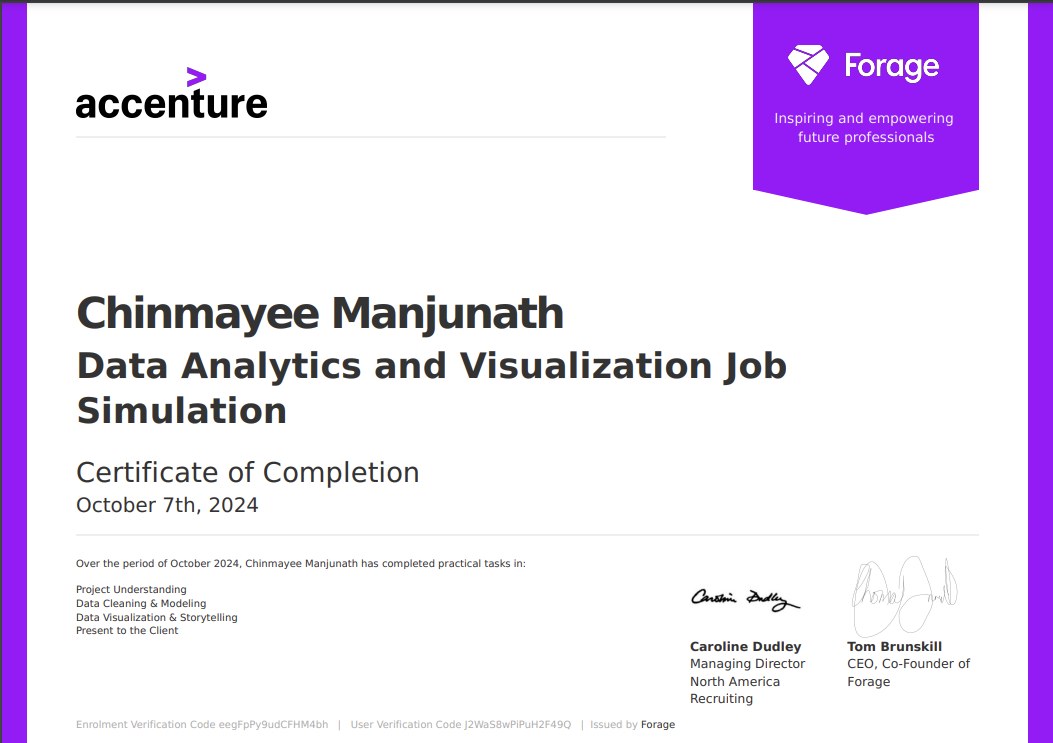 accenture
Forage
Inspiring and empowering
future professionals
Chinmayee Manjunath
Data Analytics and Visualization Job
Simulation
Certificate of Completion
October 7th, 2024
Over the period of October 2024, Chinmayee Manjunath has completed practical tasks in:
Project Understanding
Data Cleaning & Modeling
Data Visualization & Storytelling
Present to the Client
Caroline Dudley
Caroline Dudley
Managing Director
North America
Recruiting
Tom Brunskill
CEO, Co-Founder of
Forage
Enrolment Verification Code eegFpPy9udCFHM4bh | User Verification Code J2WaS8wPiPuH2F49Q | Issued by Forage